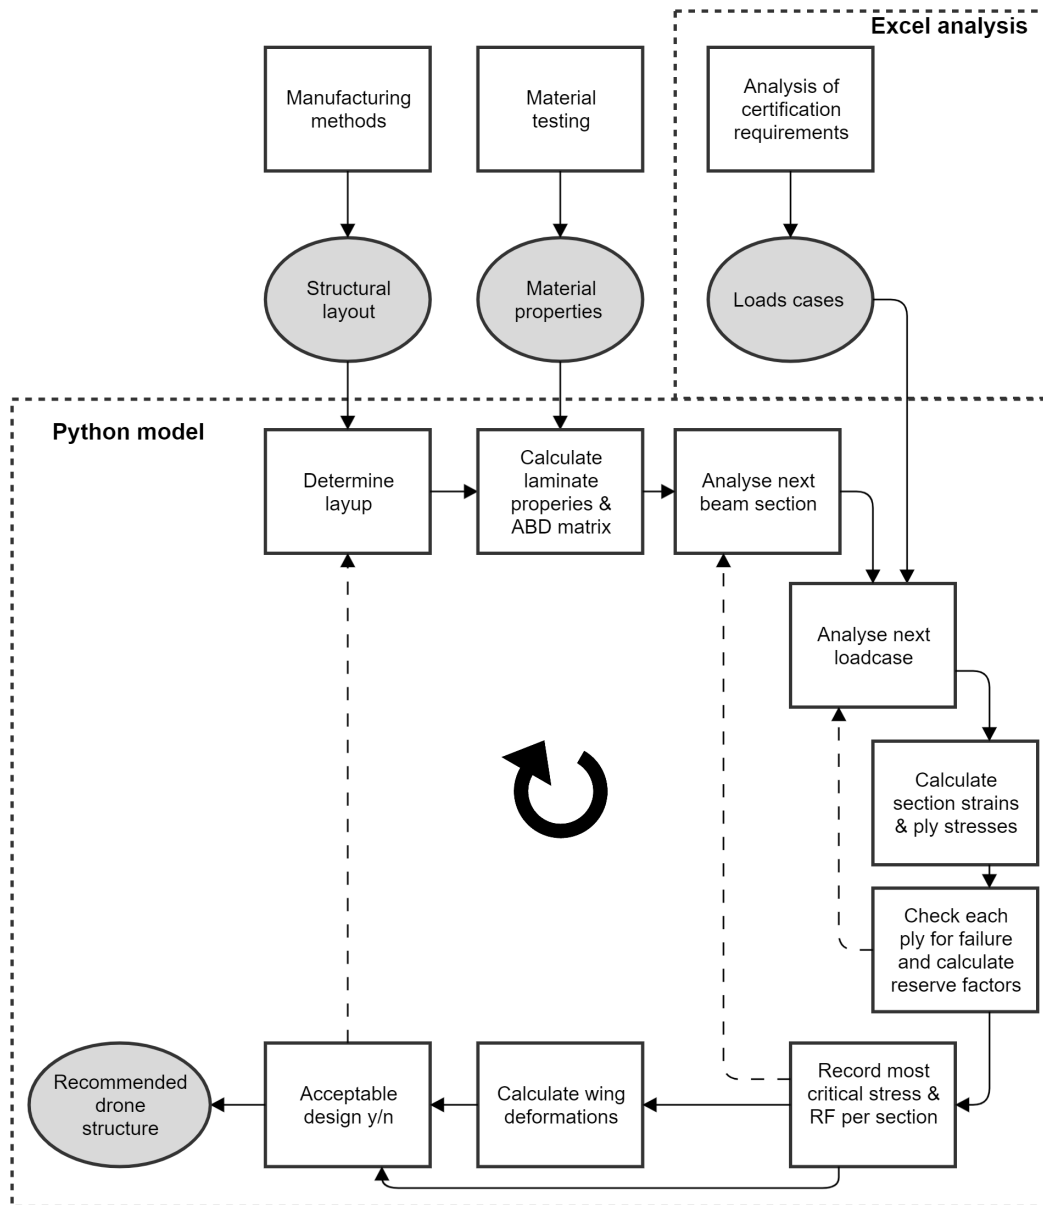 Excel analysis
Manufacturing
methods
Material
testing
Analysis of
certification
requirements
Structural
layout
Material
properties
Loads cases
Python model
Determine
layup
Calculate
laminate
properies &
ABD matrix
Analyse next
beam section
Analyse next
loadcase
Calculate
section strains
& ply stresses
Check each
ply for failure
and calculate
reserve factors
Recommended
drone
structure
Acceptable
design y/n
Calculate wing
deformations
Record most
critical stress &
RF per section